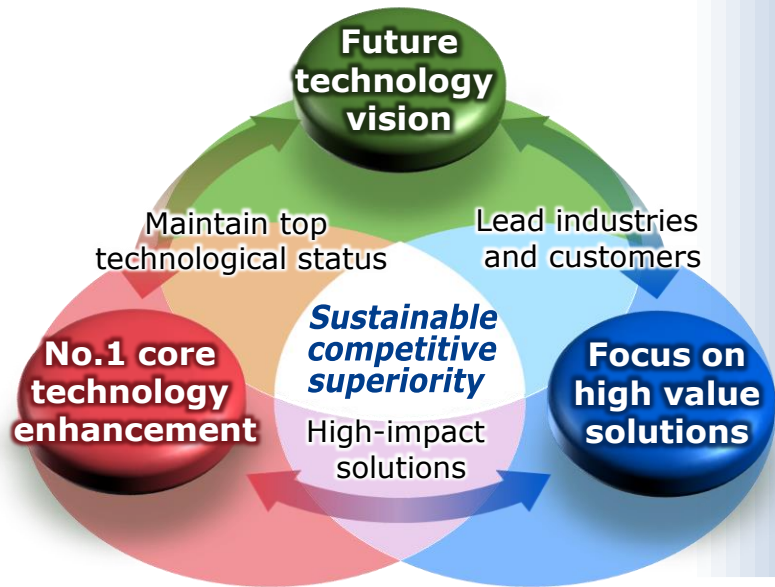 Future
technology
vision
Maintain top
technological status
Lead industries
and customers
Sustainable
competitive
superiority
No.1 core
technology
enhancement
Focus on
high value
solutions
High-impact
solutions